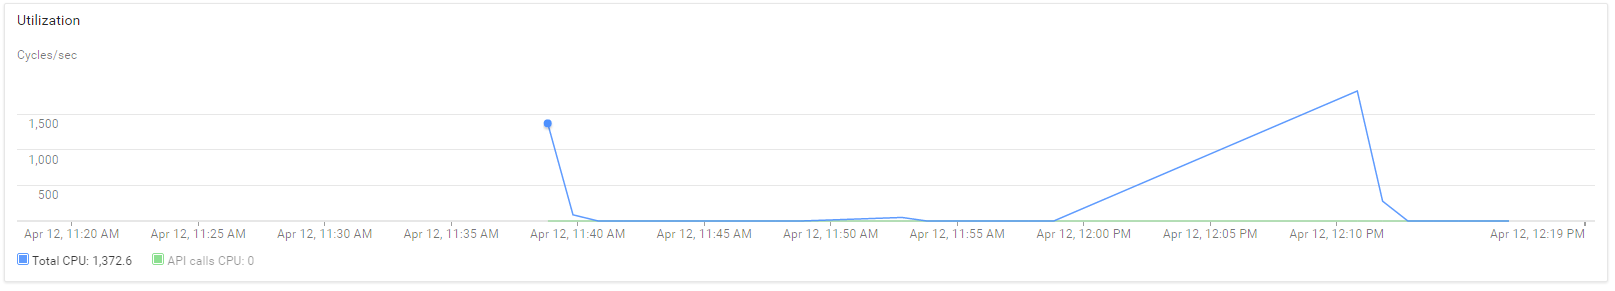 Utilization
Cycles/sec
1,500
1,000
500
Apr 12, 11:20 AM Apr 12, 11:25 AM Apr 12, 11:30 AM Apr 12, 11:35 AM Apr 12, 11:40 AM Apr 12, 11:45 AM Apr 12, 11:50 AM Apr 12, 11:55 AM Apr 12, 12:00 PM Apr 12, 12:05 PM Apr 12, 12:10 PM Apr 12, 12:19 PM
Total CPU: 1,372.6 API calls CPU: 0